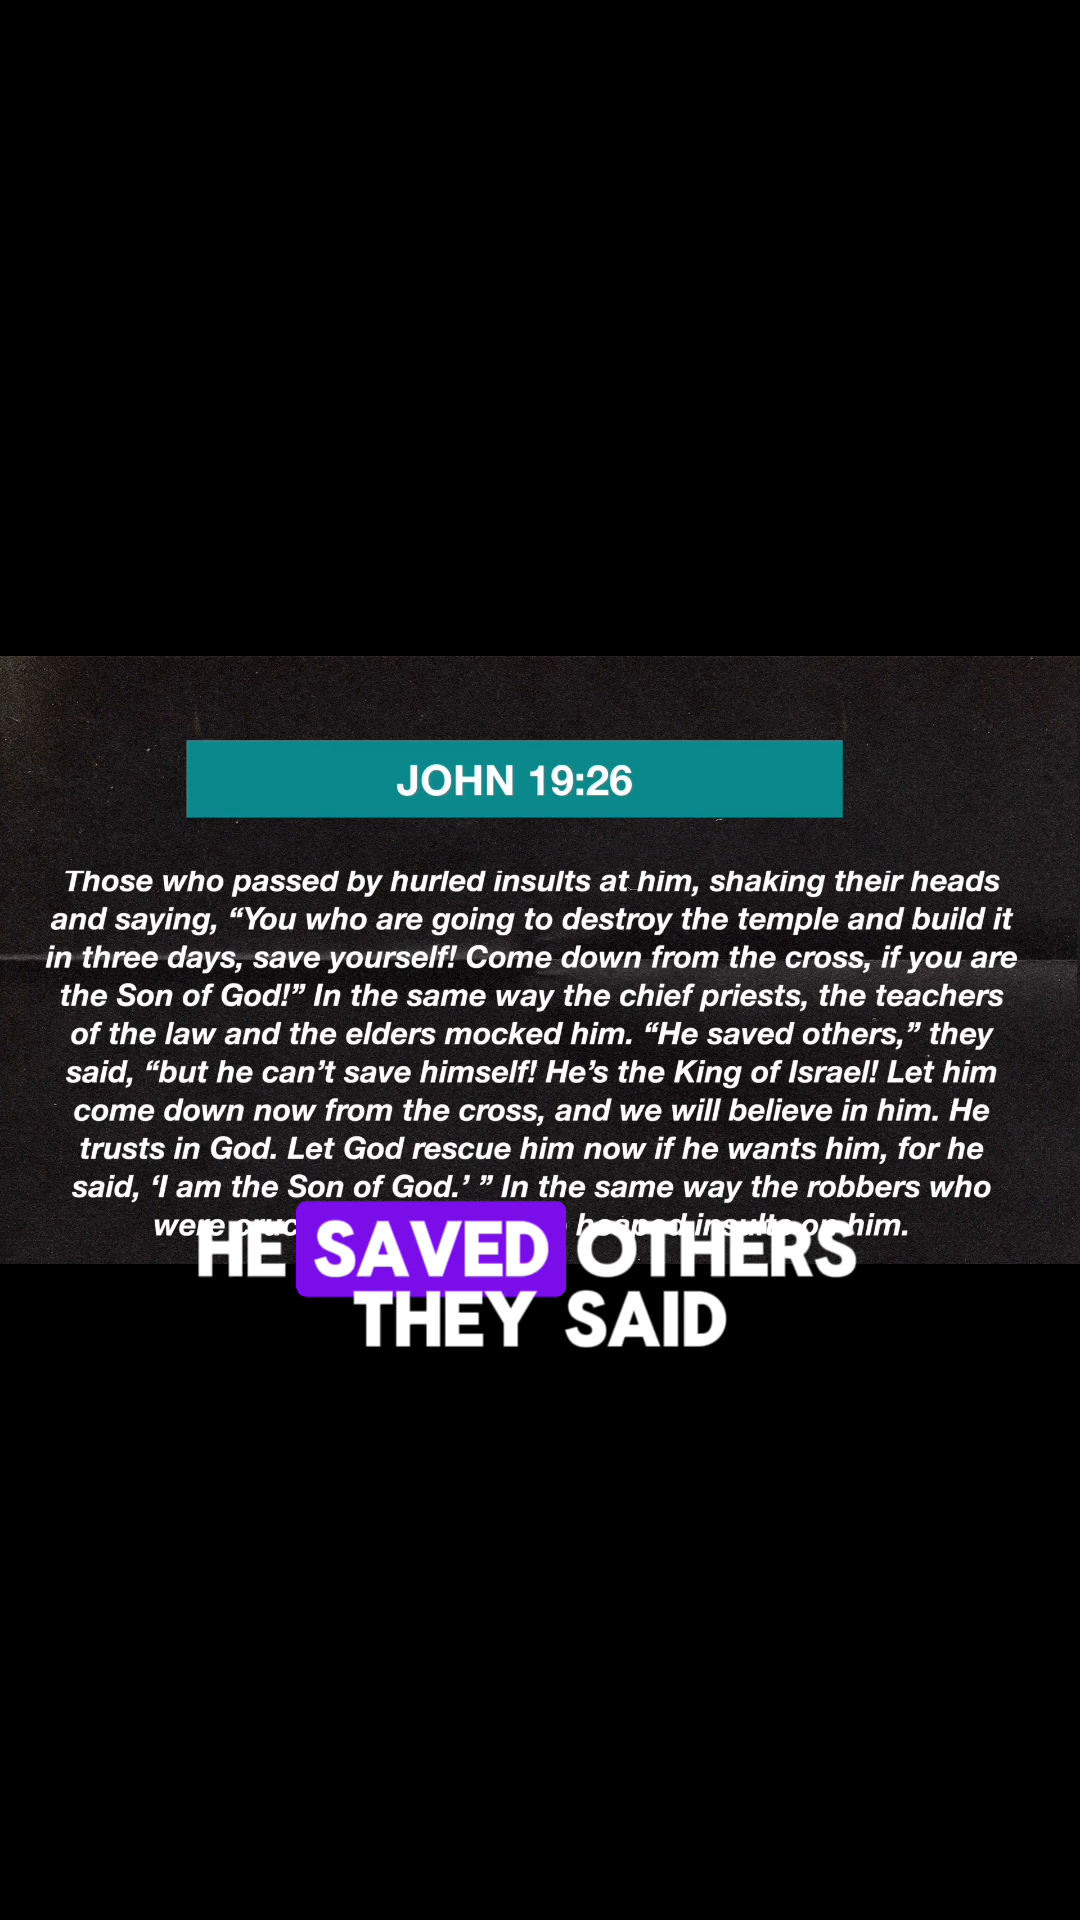 JOHN 19:26
Those who passed by hurled insults at him, shaking their heads
and saying, “You who are going to destroy the temple and build it
in three days, save yourself! Come down from the cross, if you are
the Son of God!” In the same way the chief priests, the teachers
of the law and the elders mocked him. “He saved others,” they
said, “but he can’t save himself! He’s the King of Israel! Let him
come down now from the cross, and we will believe in him. He
trusts in God. Let God rescue him now if he wants him, for he
said, ‘I am the Son of God.’ ” In the same way the robbers who
were heaped insults on him.
HE SAVED OTHERS
THEY SAID